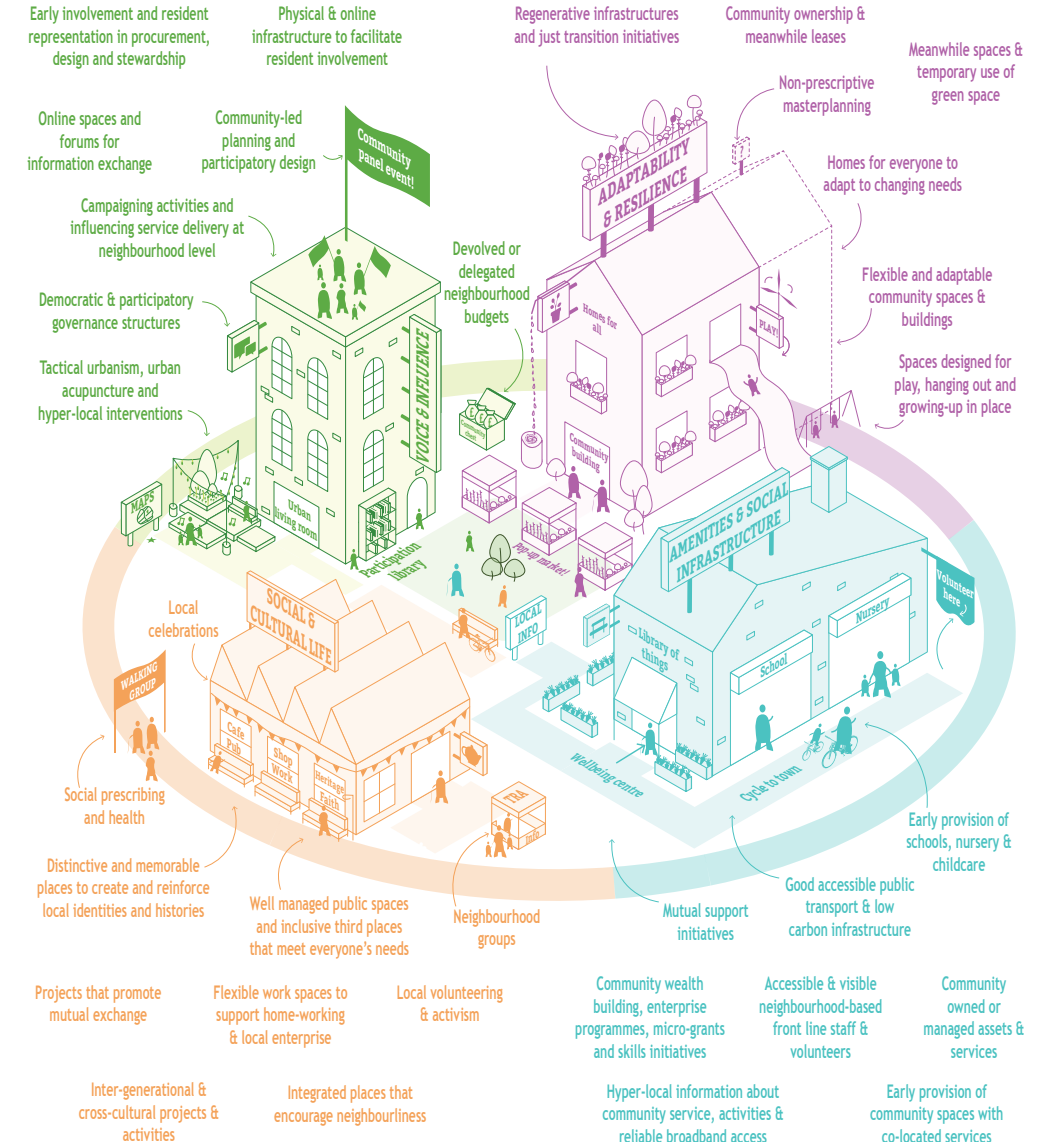 Early involvement and resident
representation in procurement,
design and stewardship
Physical & online
infrastructure to facilitate
resident involvement
Regenerative infrastructures
and just transition initiatives
Community ownership &
meanwhile leases
Meanwhile spaces &
temporary use of
green space
Non-prescriptive
masterplanning
Online spaces and
forums for
information exchange
Community-led
planning and
participatory design
Community
panel event!
ADAPTABILITY
& RESILIENCE
?
Homes for everyone to
adapt to changing needs
Campaigning activities and
influencing service delivery at
neighbourhood level
Devolved or
delegated
neighbourhood
budgets
Flexible and adaptable
community spaces &
buildings
Democratic & participatory
governance structures
Homes for
all
PLAY!
Tactical urbanism, urban
acupuncture and
hyper-local interventions
VOICE & INFLUENCE
Spaces designed for
play, hanging out and
growing-up in place
£ £ £
Community
chest
Community
building
MAPS
Urban
living room
Participation
library
Pop-up market!
AMENITIES & SOCIAL
INFRASTRUCTURE
Volunteer
here
SOCIAL &
CULTURAL LIFE
LOCAL
INFO
Library of
things
Nursery
School
Local
celebrations
WALKING
GROUP
Cafe
Pub
Shop
Work
Heritage
Faith
TRA
Info
Wellbeing centre
Cycle to town
Social prescribing
and health
Early provision of
schools, nursery &
childcare
Distinctive and memorable
places to create and reinforce
local identities and histories
Well managed public spaces
and inclusive third places
that meet everyone's needs
Neighbourhood
groups
Mutual support
initiatives
Good accessible public
transport & low
carbon infrastructure
Projects that promote
mutual exchange
Flexible work spaces to
support home-working
& local enterprise
Local volunteering
& activism
Community wealth
building, enterprise
programmes, micro-grants
and skills initiatives
Accessible & visible
neighbourhood-based
front line staff &
volunteers
Community
owned or
managed assets &
services
Inter-generational &
cross-cultural projects &
activities
Integrated places that
encourage neighbourliness
Hyper-local information about
community service, activities &
reliable broadband access
Early provision of
community spaces with
co-located services